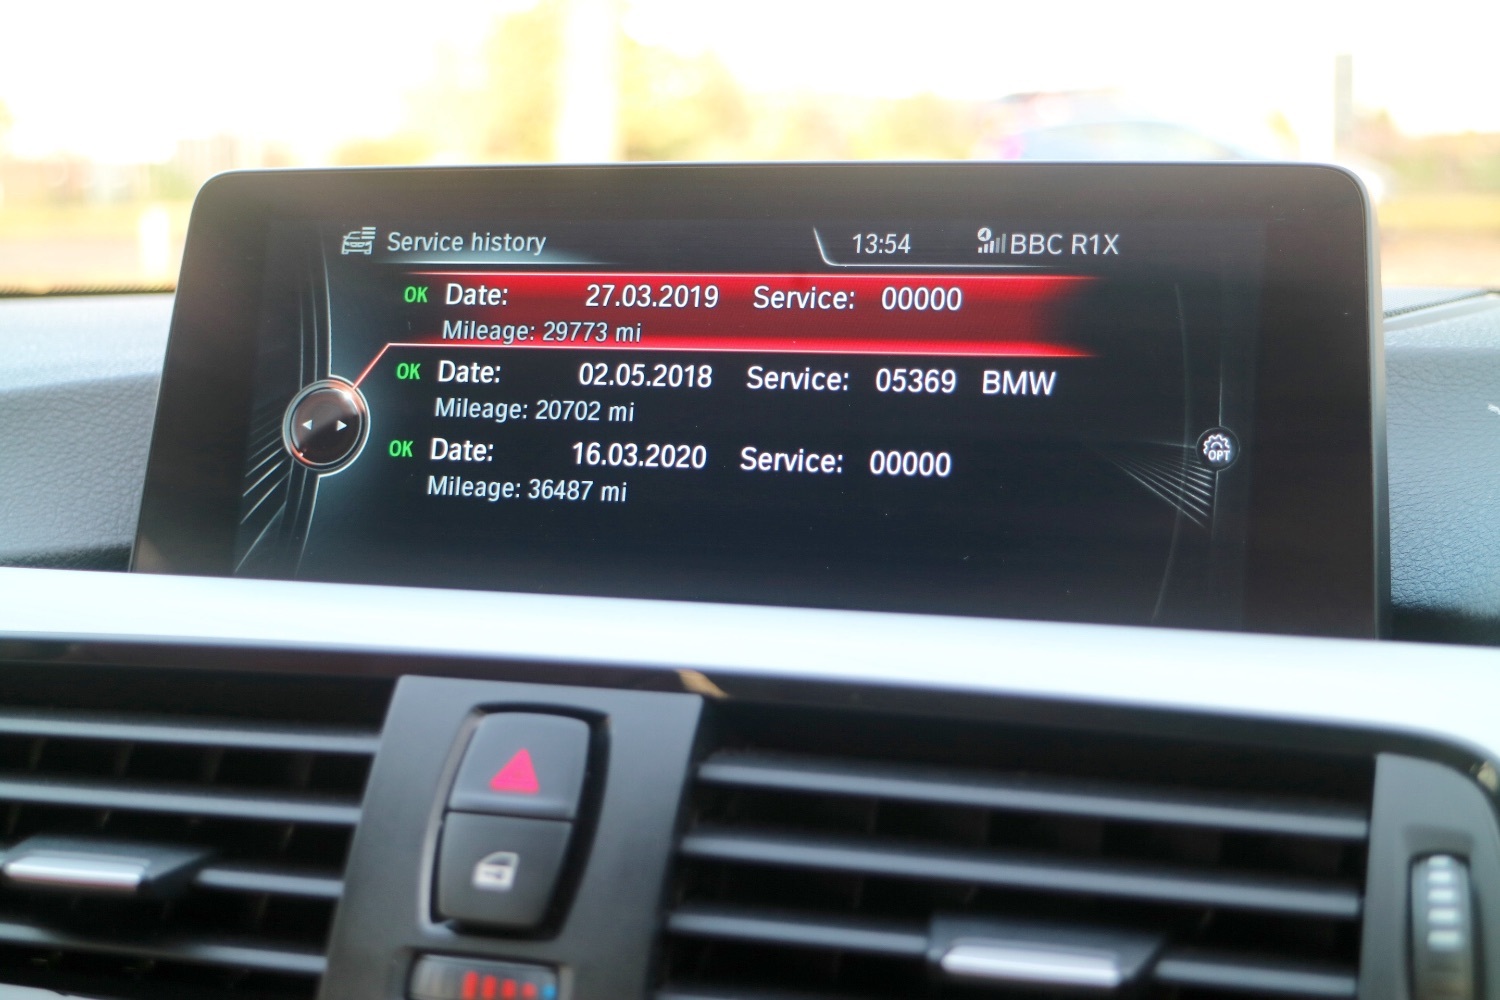 Service history 13:54 BBC R1X
OK Date: 27.03.2019 Service: 00000
Mileage: 29773 mi
OK Date: 02.05.2018 Service: 05369 BMW
Mileage: 20702 mi
OK Date: 16.03.2020 Service: 00000
Mileage: 36487 mi
OPT